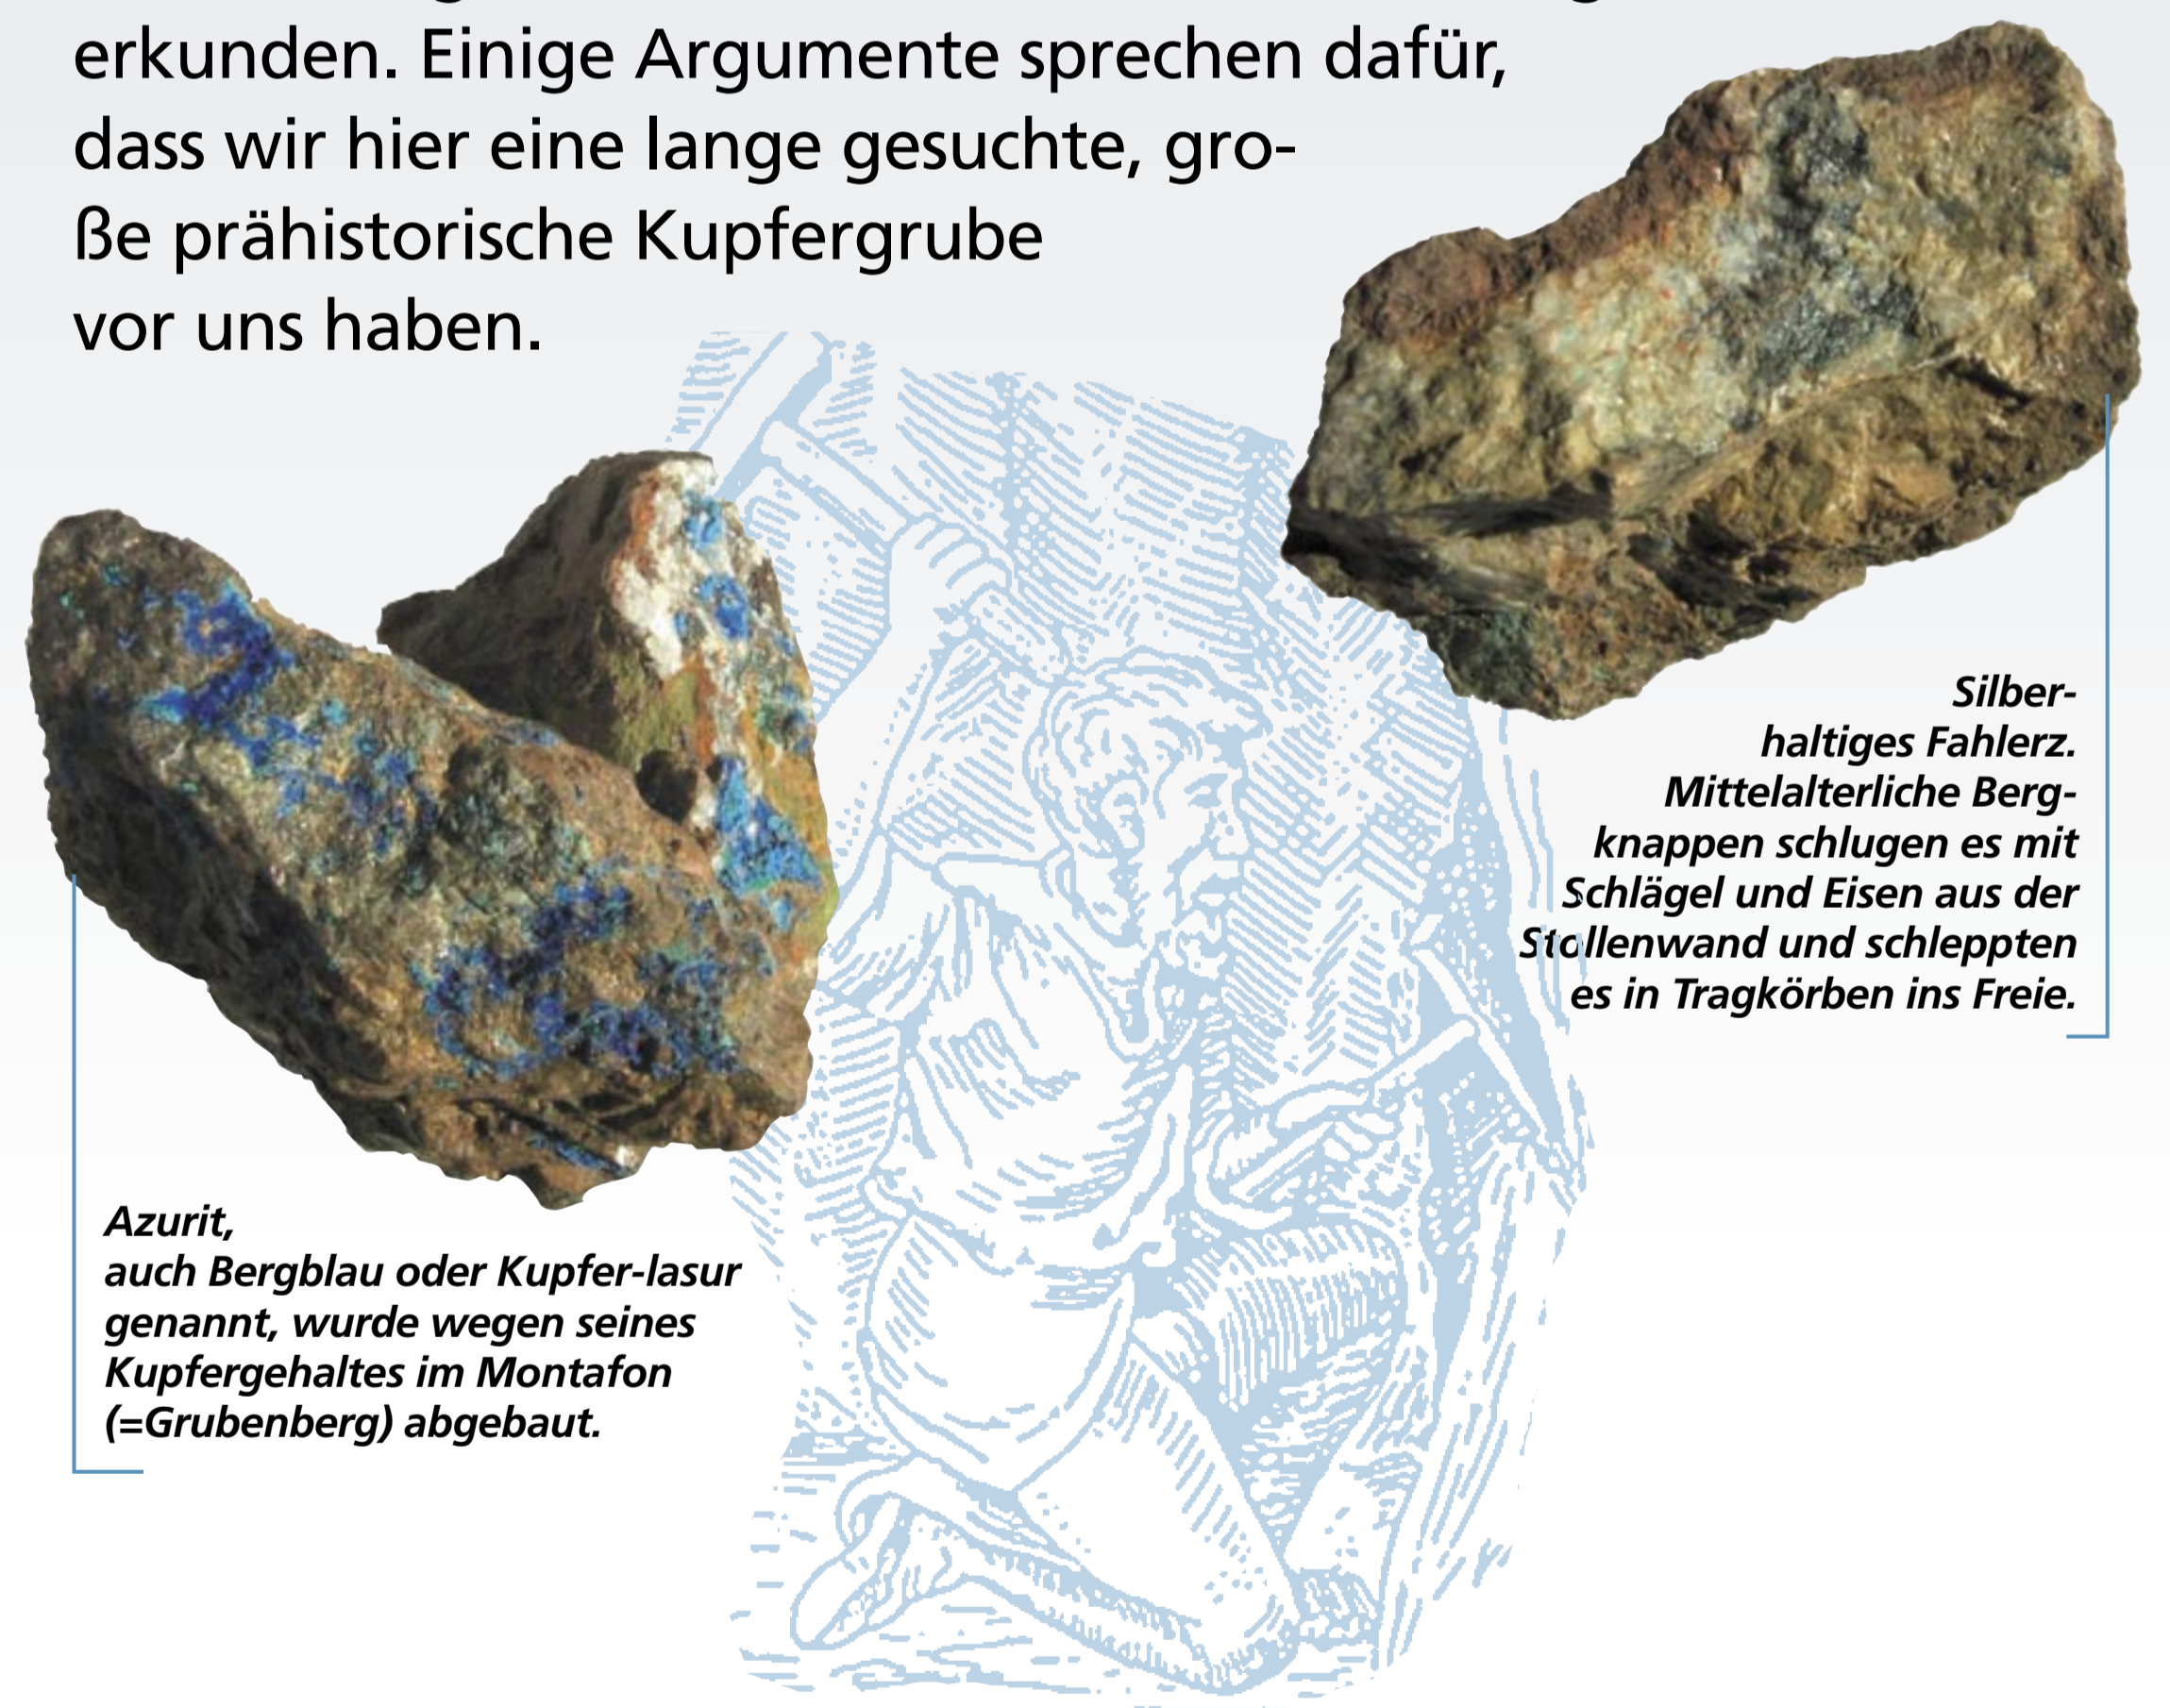 erkunden. Einige Argumente sprechen dafür,
dass wir hier eine lange gesuchte, gro-
ße prähistorische Kupfergrube
vor uns haben.
Silber-
haltiges Fahlerz.
Mittelalterliche Berg-
knappen schlugen es mit
Schlägel und Eisen aus der
Stollenwand und schleppten
es in Tragkörben ins Freie.
Azurit,
auch Bergblau oder Kupfer-lasur
genannt, wurde wegen seines
Kupfergehaltes im Montafon
(=Grubenberg) abgebaut.